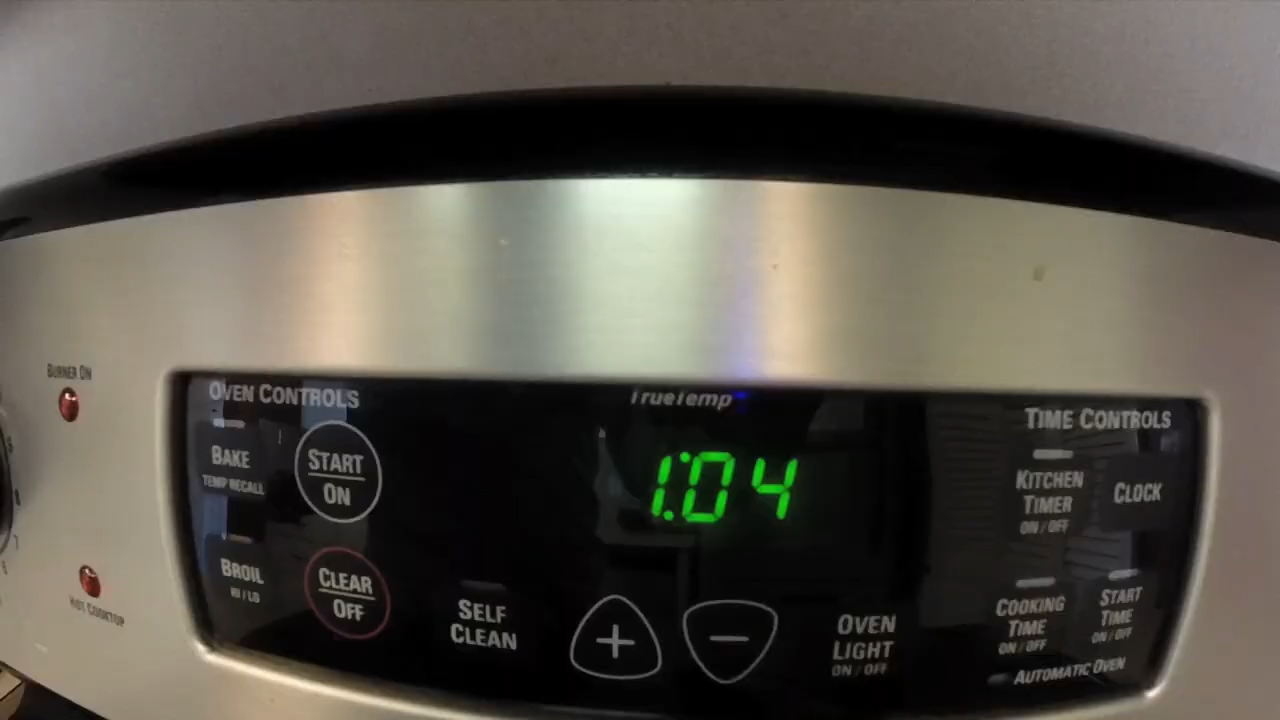 BURNER ON
OVEN CONTROLS
TrueTemp
TIME CONTROLS
BAKE
TEMP RECALL
START
ON
1:04
KITCHEN
TIMER
ON / OFF
CLOCK
HOT COOKTOP
BROIL
HI / LO
CLEAR
OFF
SELF
CLEAN
+
−
OVEN
LIGHT
ON / OFF
COOKING
TIME
ON / OFF
START
TIME
ON / OFF
AUTOMATIC OVEN